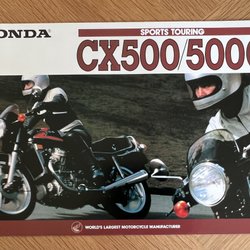 HONDA
SPORTS TOURING
CX500/500
WORLD'S LARGEST MOTORCYCLE MANUFACTURER